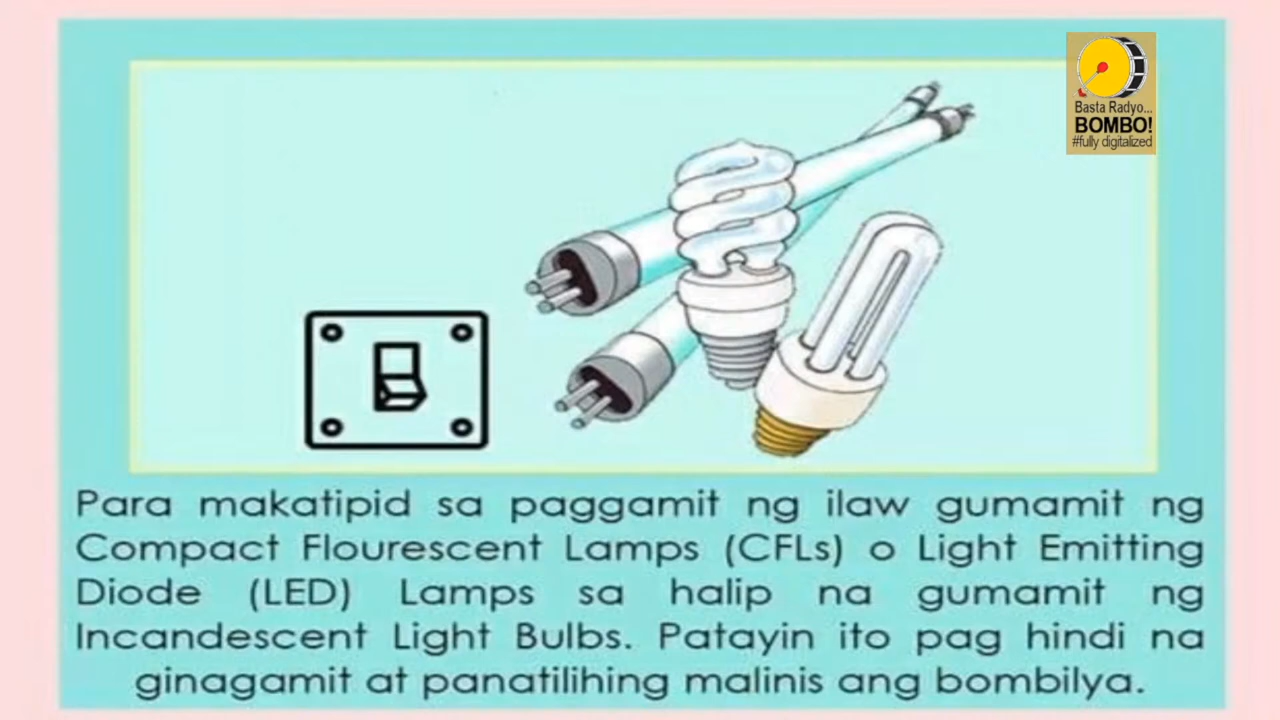 Basta Radyo...
BOMBO!
#fully digitalized
Para makatipid sa paggamit ng ilaw gumamit ng
Compact Flourescent Lamps (CFLs) o Light Emitting
Diode (LED) Lamps sa halip na gumamit ng
Incandescent Light Bulbs. Patayin ito pag hindi na
ginagamit at panatilihing malinis ang bombilya.